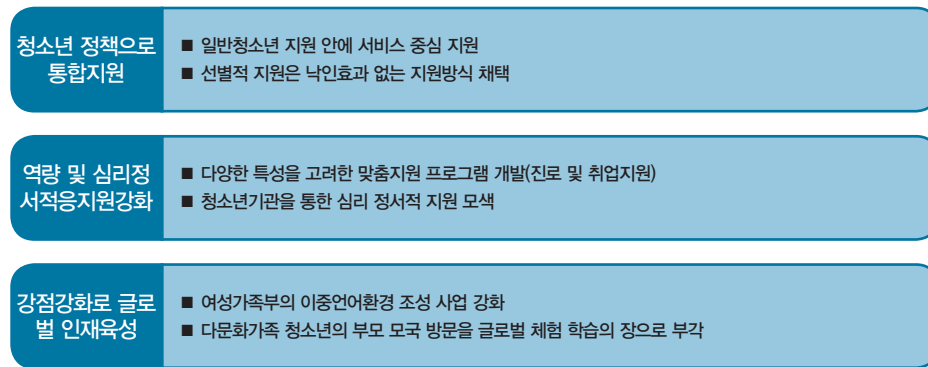 청소년 정책으로
통합지원
■ 일반청소년 지원 안에 서비스 중심 지원
■ 선별적 지원은 낙인효과 없는 지원방식 채택
역량 및 심리정
서적응지원강화
■ 다양한 특성을 고려한 맞춤지원 프로그램 개발(진로 및 취업지원)
■ 청소년기관을 통한 심리 정서적 지원 모색
강점강화로 글로
벌 인재육성
■ 여성가족부의 이중언어환경 조성 사업 강화
■ 다문화가족 청소년의 부모 모국 방문을 글로벌 체험 학습의 장으로 부각